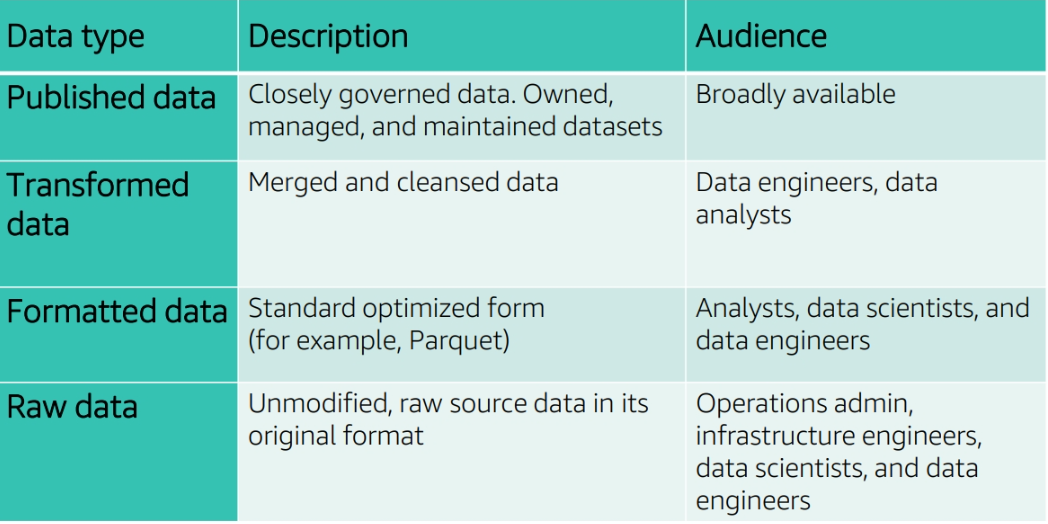 Data type
Description
Audience
Published data
Closely governed data. Owned,
managed, and maintained datasets
Broadly available
Transformed
data
Merged and cleansed data
Data engineers, data
analysts
Formatted data
Standard optimized form
(for example, Parquet)
Analysts, data scientists, and
data engineers
Raw data
Unmodified, raw source data in its
original format
Operations admin,
infrastructure engineers,
data scientists, and data
engineers